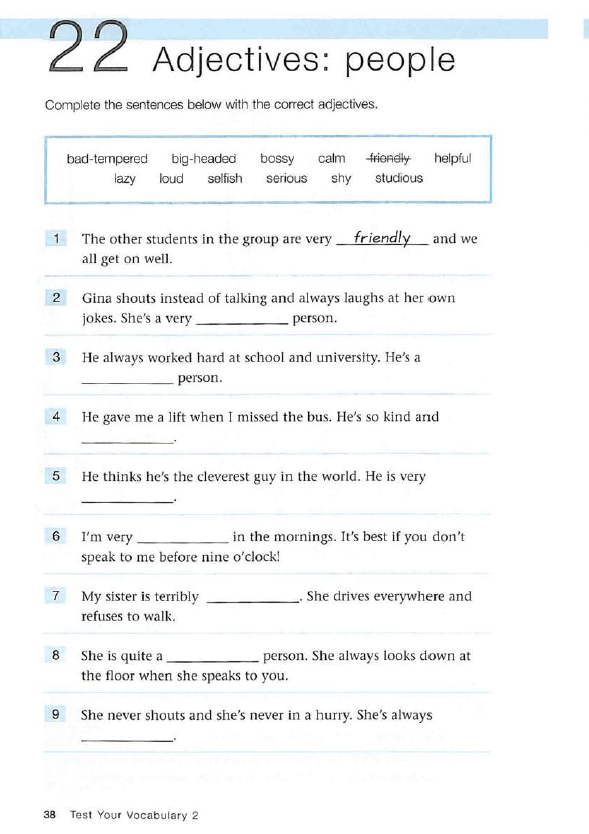 22 Adjectives: people
Complete the sentences below with the correct adjectives.
bad-tempered big-headed bossy calm friendly helpful
lazy loud selfish serious shy studious
1 The other students in the group are very friendly and we
all get on well.
2 Gina shouts instead of talking and always laughs at her own
jokes. She's a very ____________ person.
3 He always worked hard at school and university. He's a
____________ person.
4 He gave me a lift when I missed the bus. He's so kind and
____________.
5 He thinks he's the cleverest guy in the world. He is very
____________.
6 I'm very ____________ in the mornings. It's best if you don't
speak to me before nine o'clock!
7 My sister is terribly ____________. She drives everywhere and
refuses to walk.
8 She is quite a ____________ person. She always looks down at
the floor when she speaks to you.
9 She never shouts and she's never in a hurry. She's always
____________.
38 Test Your Vocabulary 2